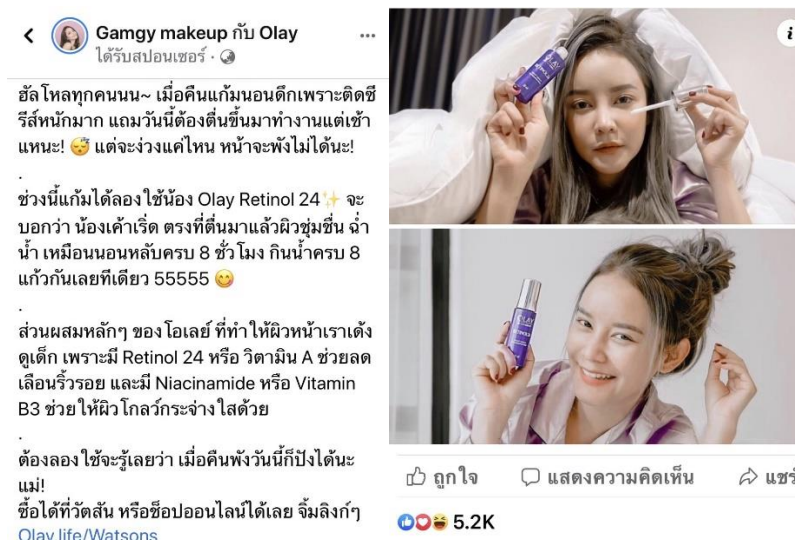 Gamgy makeup กับ Olay
ได้รับสปอนเซอร์ ·
ฮัลโหลทุกคนนน~ เมื่อคืนแก้มนอนดึกเพราะติดซี
รีส์หนักมาก แถมวันนี้ต้องตื่นขึ้นมาทำงานแต่เช้า
แหนะ! 😴 แต่จะง่วงแค่ไหน หน้าจะพังไม่ได้นะ!
.
ช่วงนี้แก้มได้ลองใช้น้อง Olay Retinol 24✨ จะ
บอกว่า น้องเค้าเริ่ด ตรงที่ตื่นมาแล้วผิวชุ่มชื่น ฉ่ำ
น้ำ เหมือนนอนหลับครบ 8 ชั่วโมง กินน้ำครบ 8
แก้วกันเลยทีเดียว 55555 😋
.
ส่วนผสมหลักๆ ของโอเลย์ ที่ทำให้ผิวหน้าเราเด้ง
ดูเด็ก เพราะมี Retinol 24 หรือ วิตามิน A ช่วยลด
เลือนริ้วรอย และมี Niacinamide หรือ Vitamin
B3 ช่วยให้ผิวโกลว์กระจ่างใสด้วย
.
ต้องลองใช้จะรู้เลยว่า เมื่อคืนพังวันนี้ก็ปังได้นะ
แม่!
ซื้อได้ที่วัตสัน หรือช็อปออนไลน์ได้เลย จิ้มลิงก์ๆ
Olay.life/Watsons
OLAY
OLAY
ถูกใจ
แสดงความคิดเห็น
แชร์
5.2K